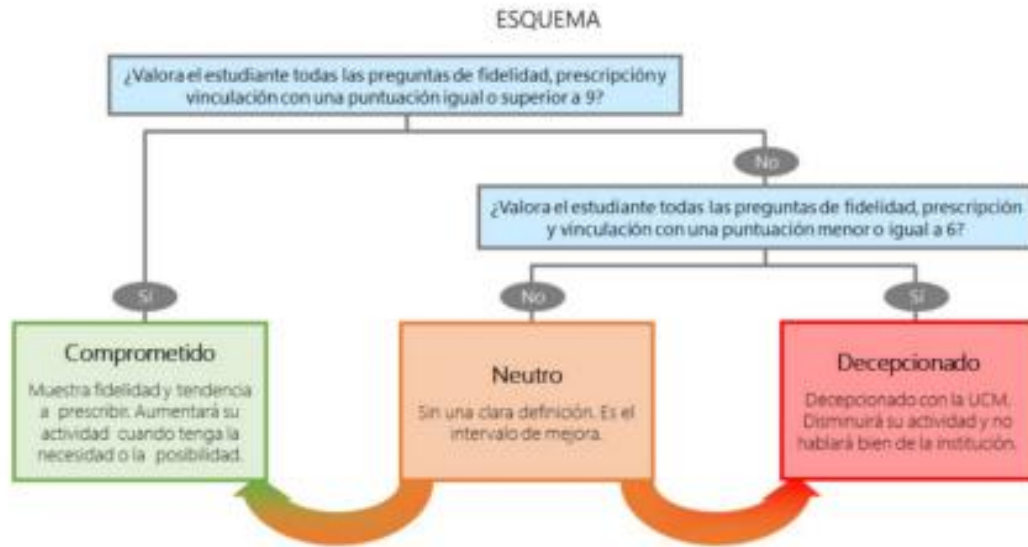 ESQUEMA
¿Valora el estudiante todas las preguntas de fidelidad, prescripción y
vinculación con una puntuación igual o superior a 9?
No
¿Valora el estudiante todas las preguntas de fidelidad, prescripción
y vinculación con una puntuación menor o igual a 6?
Sí
No
Sí
Comprometido
Muestra fidelidad y tendencia
a prescribir. Aumentará su
actividad cuando tenga la
necesidad o la posibilidad.
Neutro
Sin una clara definición. Es el
intervalo de mejora.
Decepcionado
Decepcionado con la UCM.
Disminuirá su actividad y no
hablará bien de la institución.